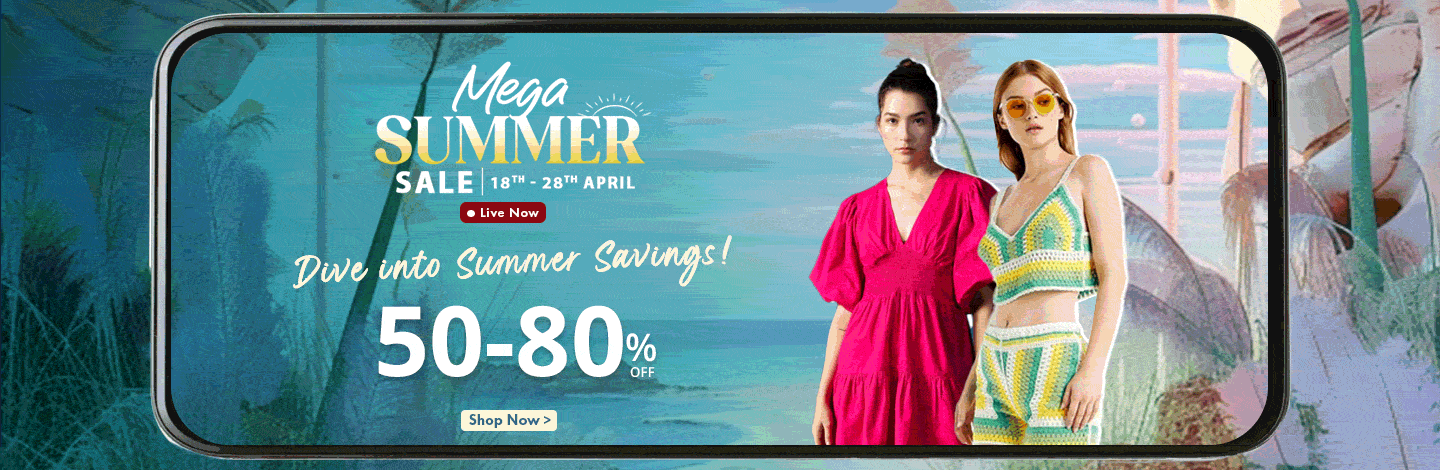 Mega
SUMMER
SALE | 18TH - 28TH APRIL
Live Now
Dive into Summer Savings!
50-80%
OFF
Shop Now >